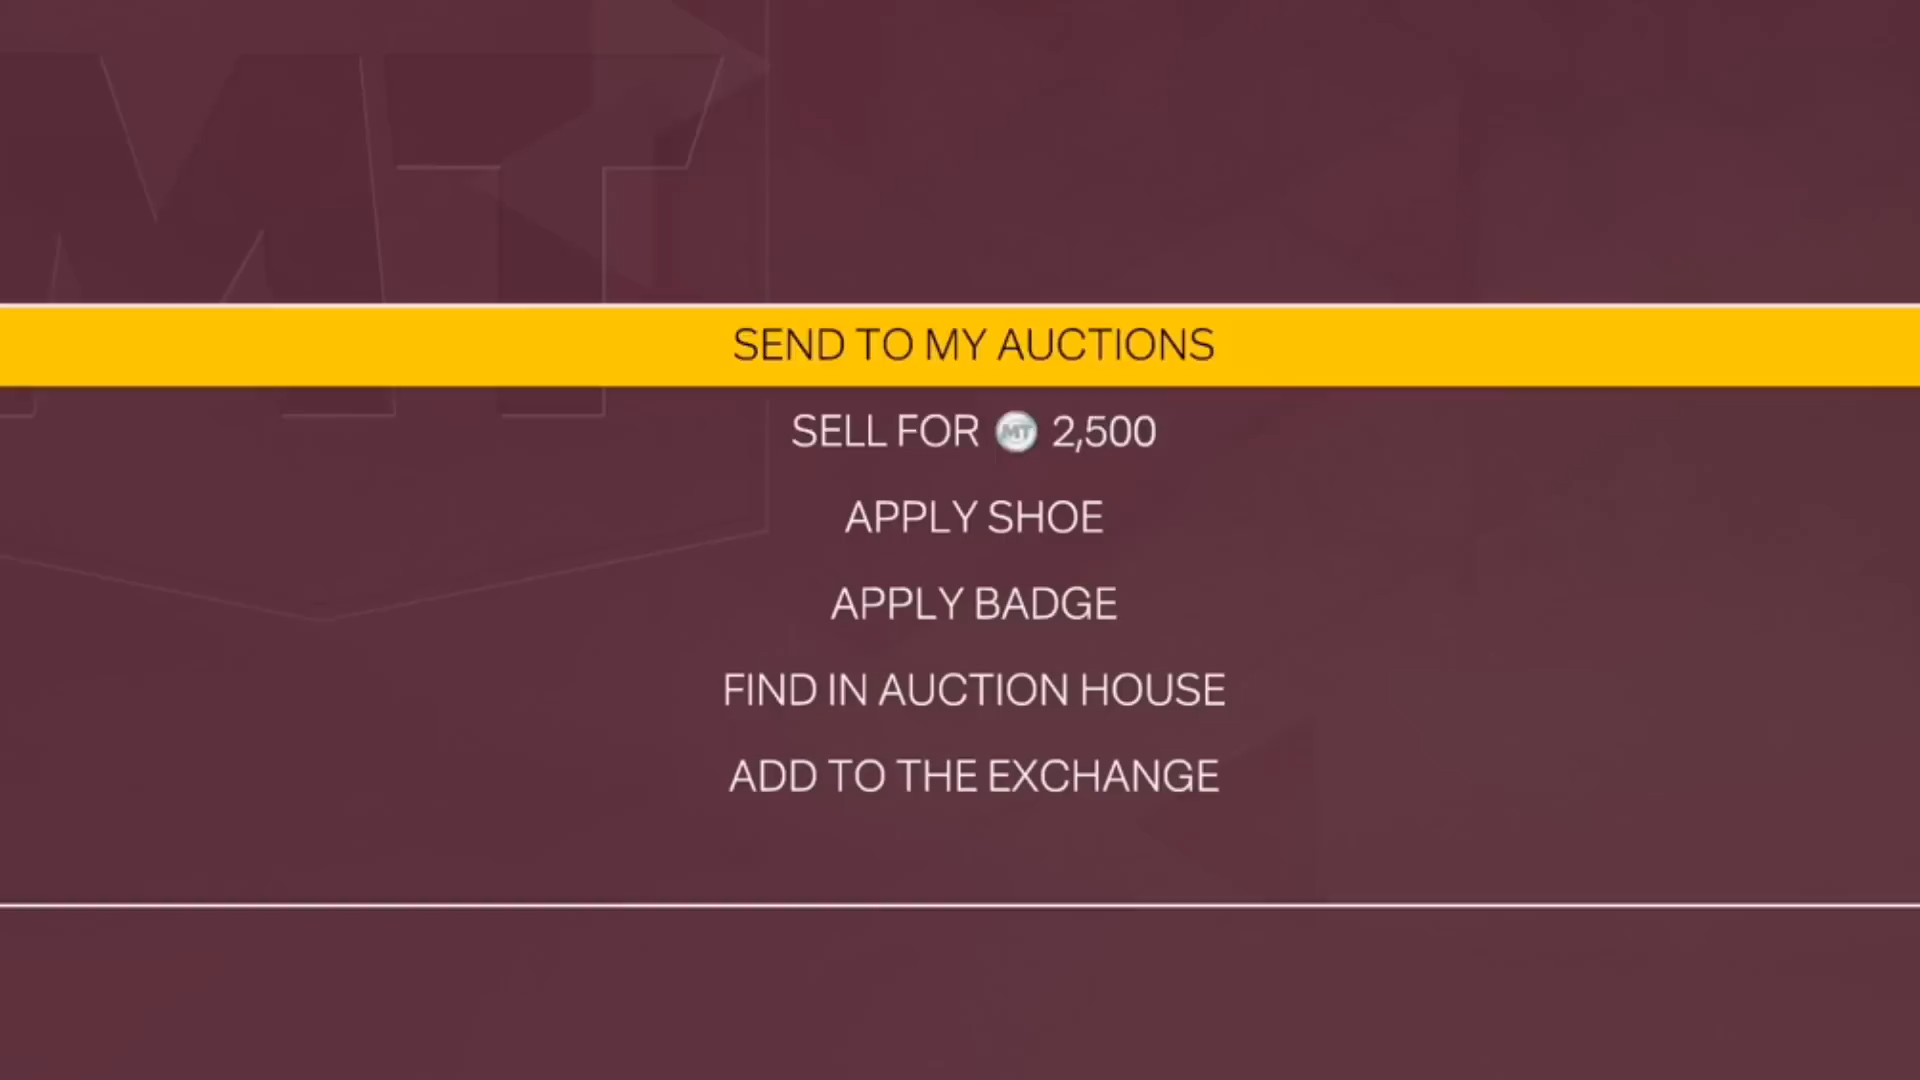 MT
SEND TO MY AUCTIONS
SELL FOR MT 2,500
APPLY SHOE
APPLY BADGE
FIND IN AUCTION HOUSE
ADD TO THE EXCHANGE